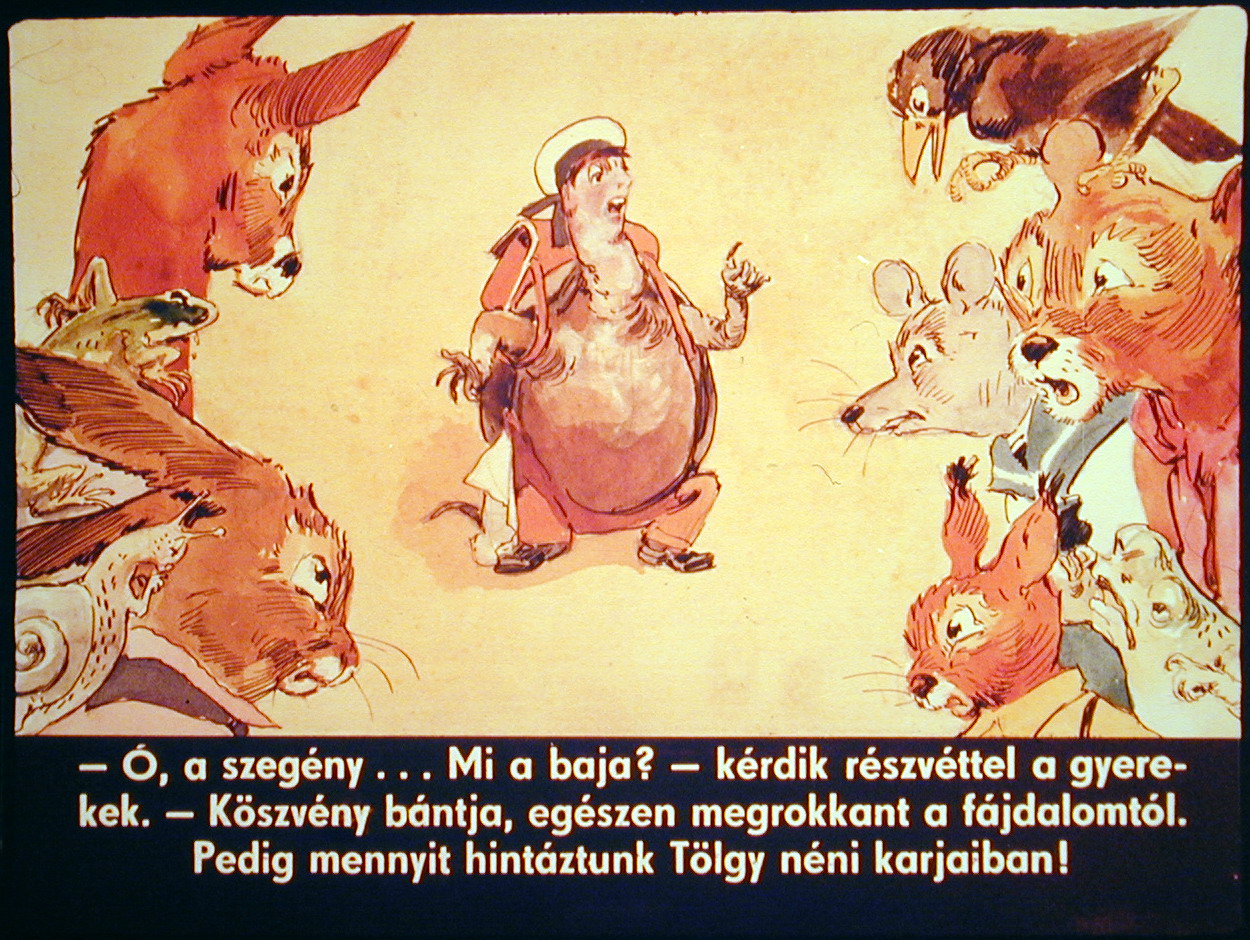 – Ó, a szegény . . . Mi a baja? – kérdik részvéttel a gyere-
kek. – Köszvény bántja, egészen megrokkant a fájdalomtól.
Pedig mennyit hintáztunk Tölgy néni karjaiban!